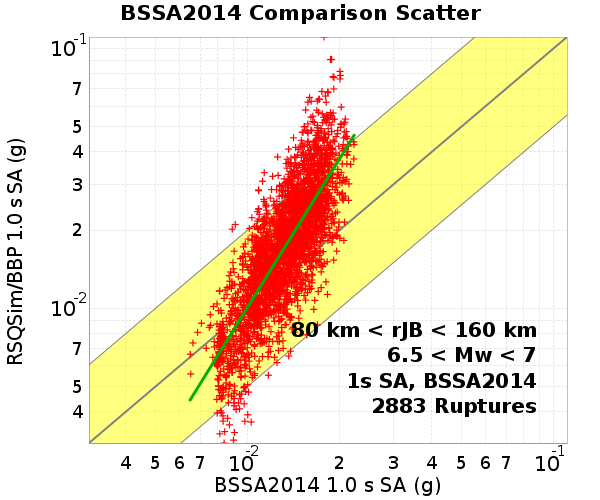 BSSA2014 Comparison Scatter
RSQSim/BBP 1.0 s SA (g)
10-1
7
5
4
3
2
10-2
7
5
4
80 km < rJB < 160 km
6.5 < Mw < 7
1s SA, BSSA2014
2883 Ruptures
4 5 6 7 10-2 2 3 4 5 6 7 10-1
BSSA2014 1.0 s SA (g)